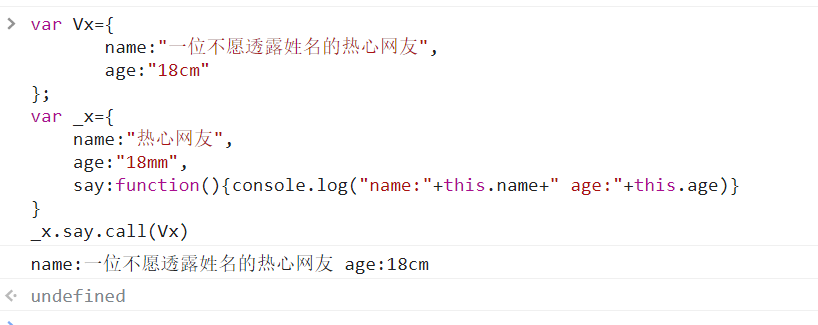 var Vx={
name:"一位不愿透露姓名的热心网友",
age:"18cm"
};
var _x={
name:"热心网友",
age:"18mm",
say:function(){console.log("name:"+this.name+" age:"+this.age)}
}
_x.say.call(Vx)
name:一位不愿透露姓名的热心网友 age:18cm
undefined